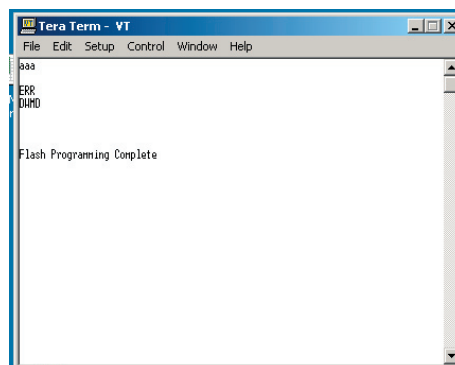 Tera Term - VT
File Edit Setup Control Window Help
aaa
ERR
DWMD
Flash Programming Complete